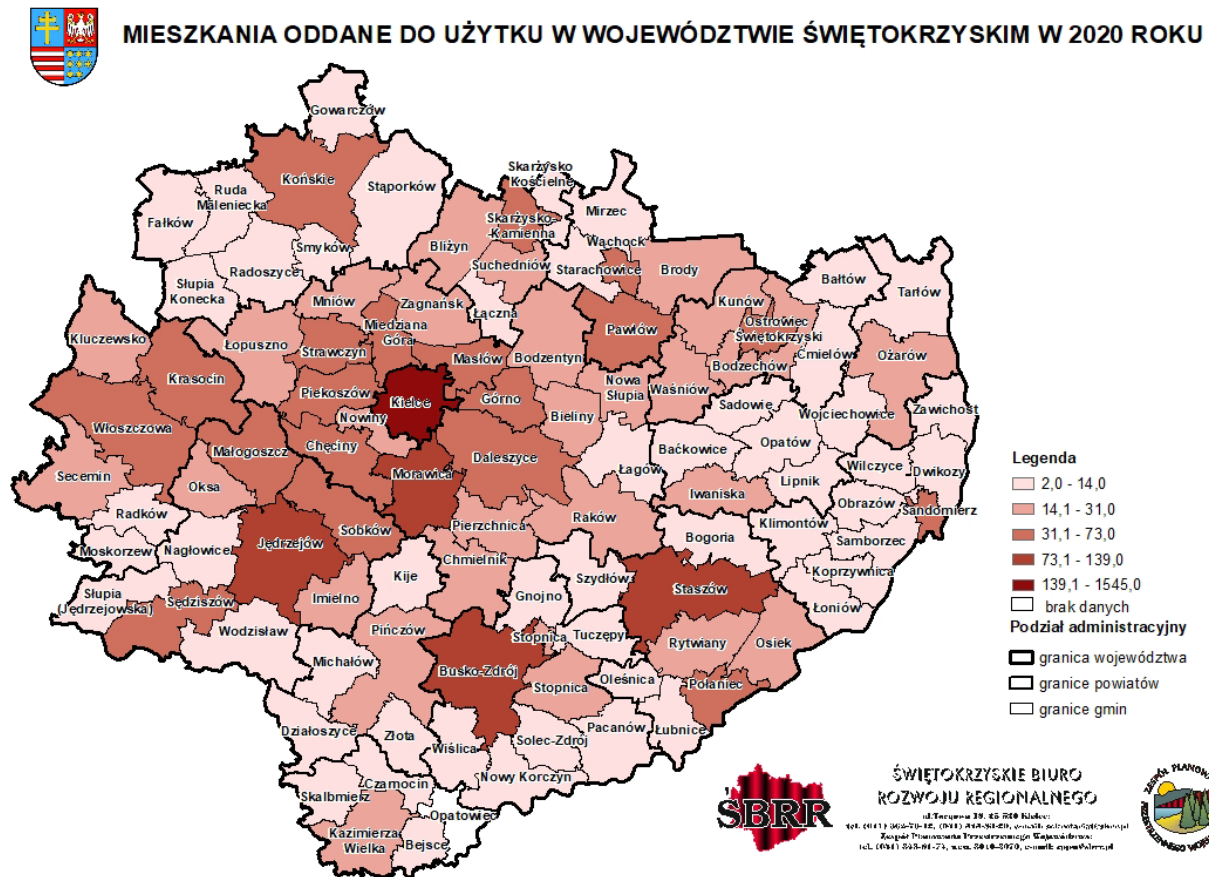 MIESZKANIA ODDANE DO UŻYTKU W WOJEWÓDZTWIE ŚWIĘTOKRZYSKIM W 2020 ROKU
Gowarczów
Końskie
Stąporków
Ruda
Maleniecka
Fałków
Smyków
Radoszyce
Słupia
Konecka
Skarżysko
Kościelne
Skarżysko-
Kamienna
Mirzec
Wąchock
Bliżyn
Suchedniów
Starachowice
Brody
Łączna
Mniów
Zagnańsk
Kluczewsko
Łopuszno
Miedziana
Góra
Strawczyn
Masłów
Bodzentyn
Pawłów
Kunów
Ostrowiec
Świętokrzyski
Bałtów
Tarłów
Ćmielów
Ożarów
Bodzechów
Krasocin
Piekoszów
Kielce
Górno
Nowa
Słupia
Waśniów
Nowiny
Bieliny
Sadowie
Wojciechowice
Zawichost
Włoszczowa
Małogoszcz
Chęciny
Morawica
Daleszyce
Łagów
Baćkowice
Opatów
Wilczyce
Dwikozy
Lipnik
Secemin
Oksa
Iwaniska
Obrazów
Sandomierz
Radków
Sobków
Pierzchnica
Raków
Klimontów
Samborzec
Bogoria
Moskorzew
Nagłowice
Jędrzejów
Chmielnik
Kije
Szydłów
Koprzywnica
Słupia
(Jędrzejowska)
Sędziszów
Imielno
Gnojno
Staszów
Łoniów
Wodzisław
Pińczów
Stopnica
Tuczępy
Rytwiany
Osiek
Michałów
Busko-Zdrój
Stopnica
Oleśnica
Połaniec
Działoszyce
Złota
Wiślica
Solec-Zdrój
Pacanów
Łubnice
Skalbmierz
Czarnocin
Nowy Korczyn
Opatowiec
Kazimierza
Wielka
Bejsce
Legenda
2,0 - 14,0
14,1 - 31,0
31,1 - 73,0
73,1 - 139,0
139,1 - 1545,0
brak danych
Podział administracyjny
granica województwa
granice powiatów
granice gmin
ŚBRR
ŚWIĘTOKRZYSKIE BIURO
ROZWOJU REGIONALNEGO